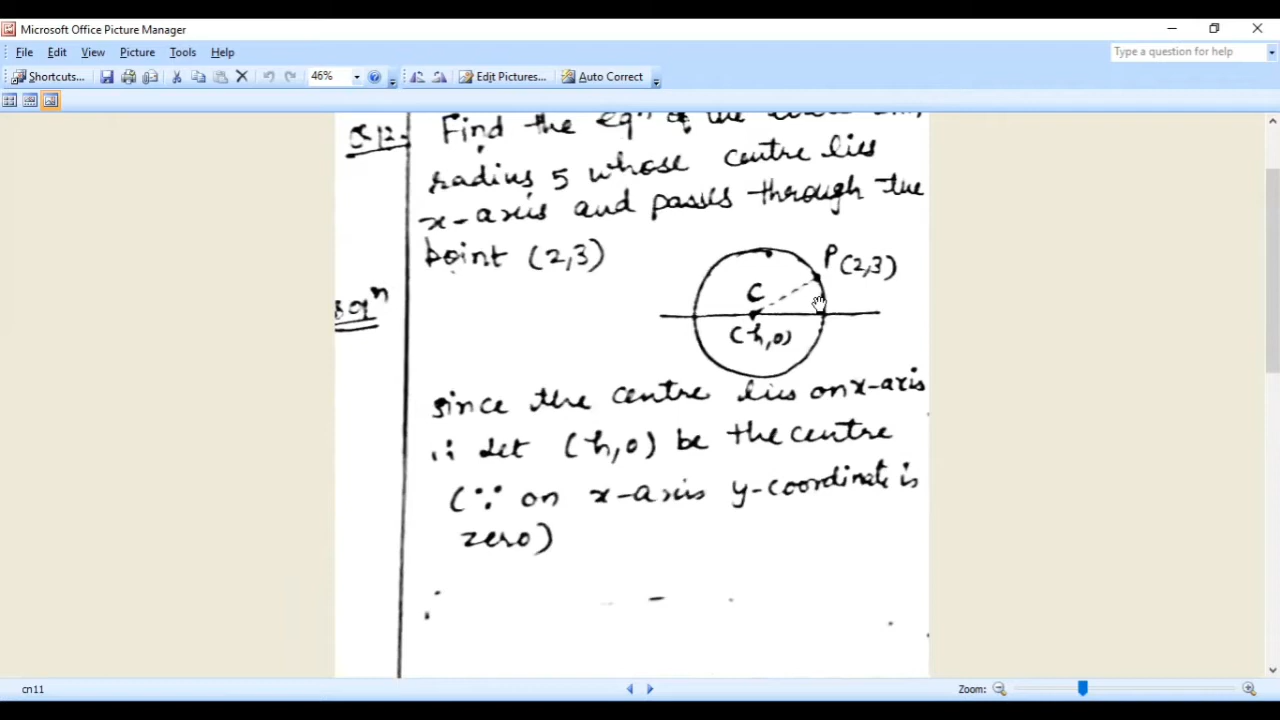 Microsoft Office Picture Manager
File Edit View Picture Tools Help
Type a question for help
Shortcuts... 46% Edit Pictures... Auto Correct
Q12. Find the eqn of the
radius 5 whose centre lies
x-axis and passes through the
point (2,3)
P(2,3)
C
(h,0)
soln
since the centre lies on x-axis
∴ let (h,0) be the centre
(∵ on x-axis y-coordinate is
zero)
∴
cn11 Zoom: